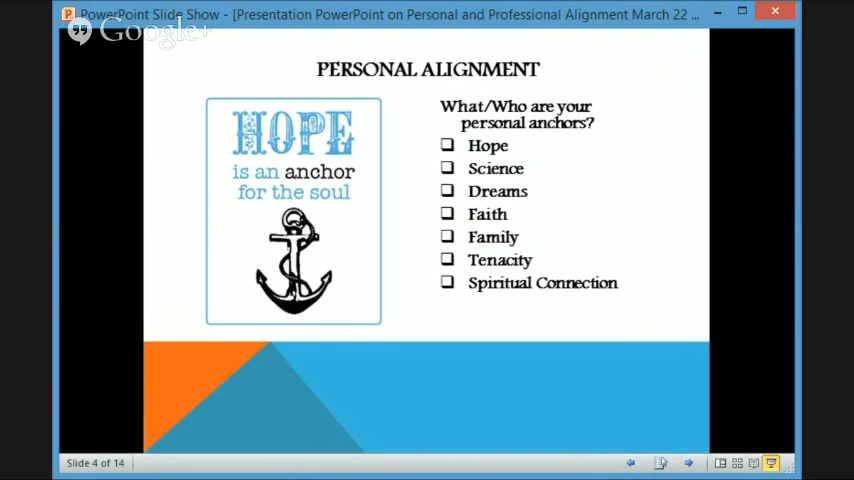 PowerPoint Slide Show - [Presentation PowerPoint on Personal and Professional Alignment March 22 ...
Google+
PERSONAL ALIGNMENT
HOPE
is an anchor
for the soul
What/Who are your
personal anchors?
Hope
Science
Dreams
Faith
Family
Tenacity
Spiritual Connection
Slide 4 of 14